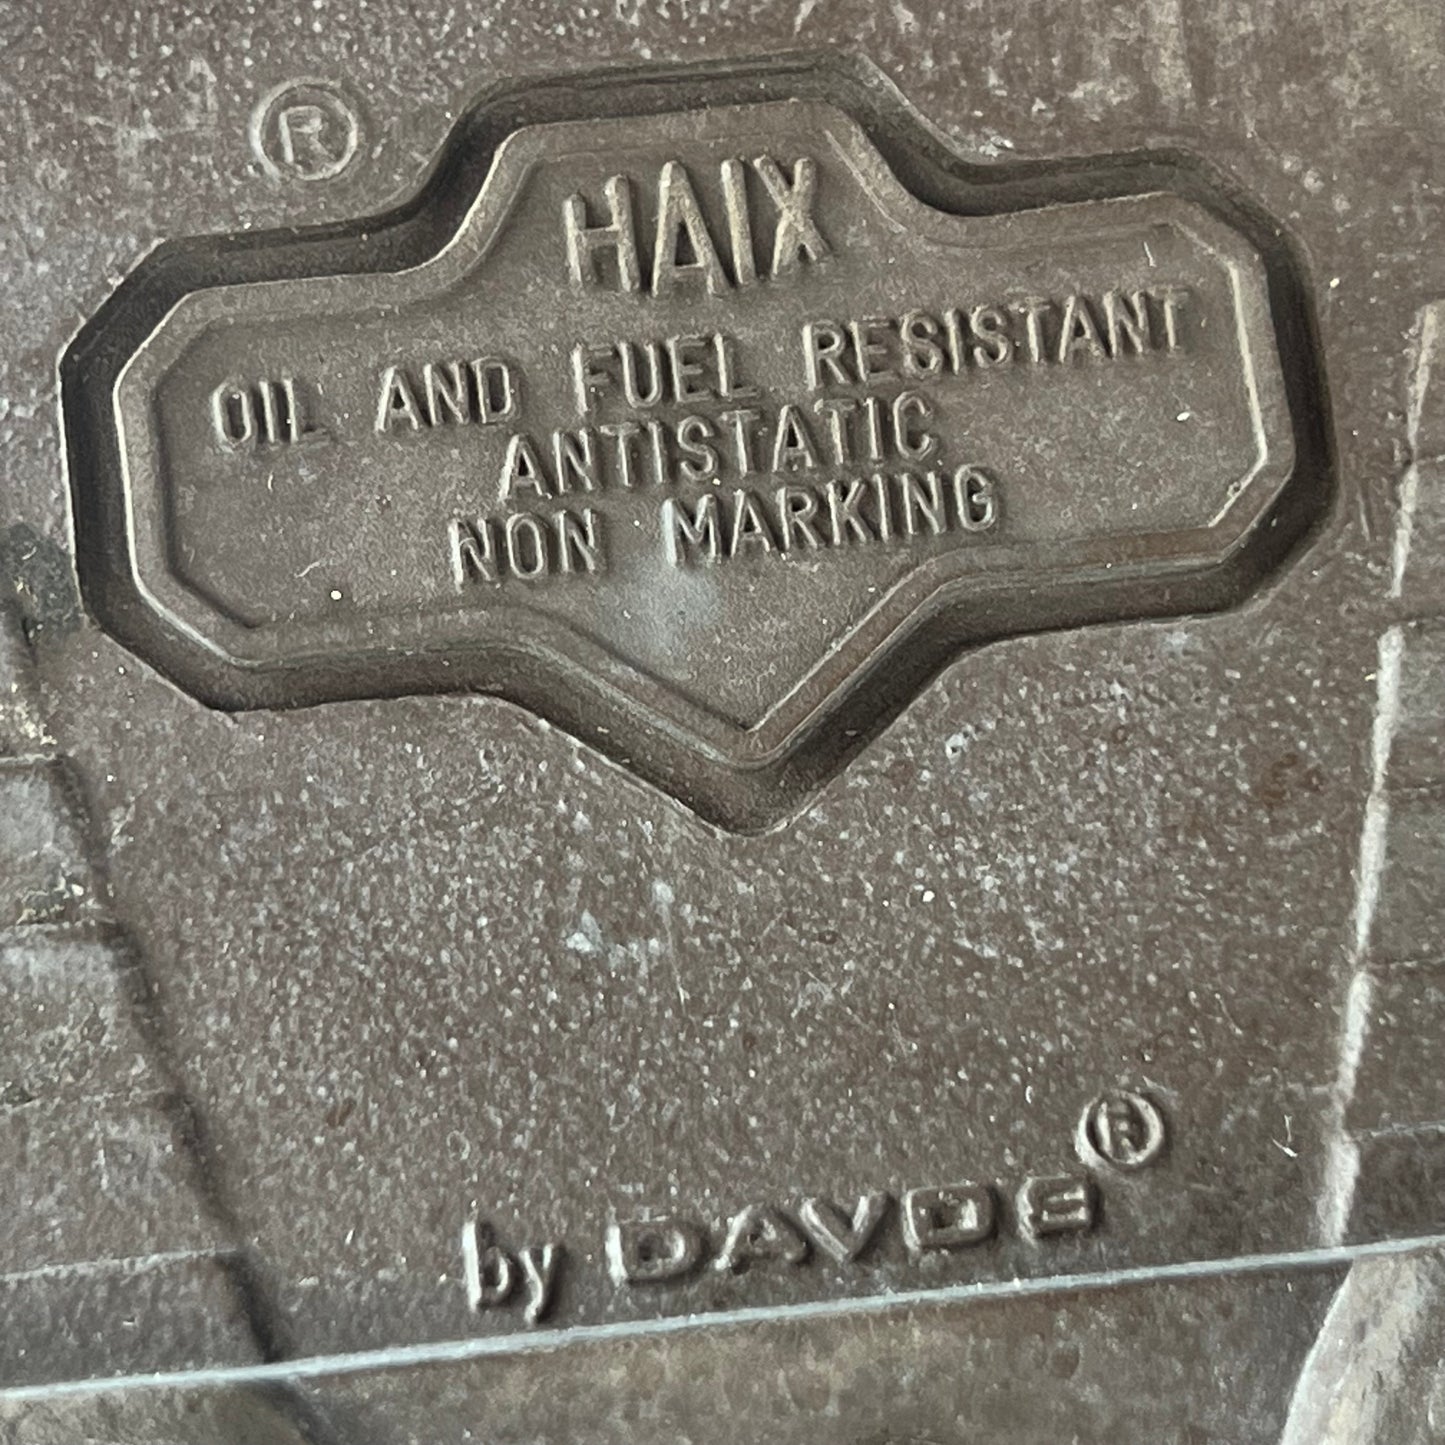 ®
HAIX
OIL AND FUEL RESISTANT
ANTISTATIC
NON MARKING
by DAVOS®